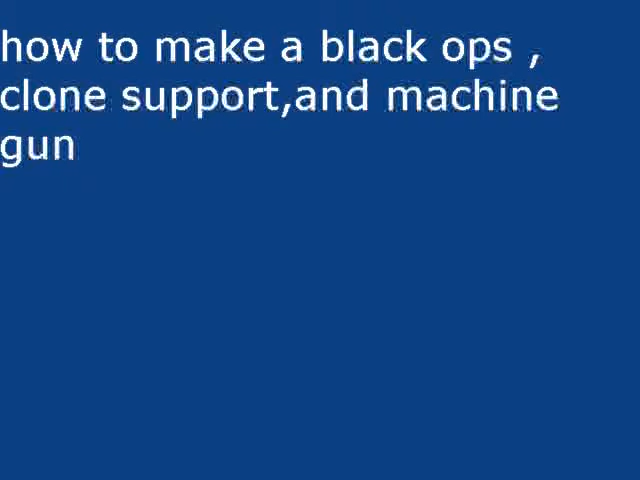 how to make a black ops ,
clone support,and machine
gun